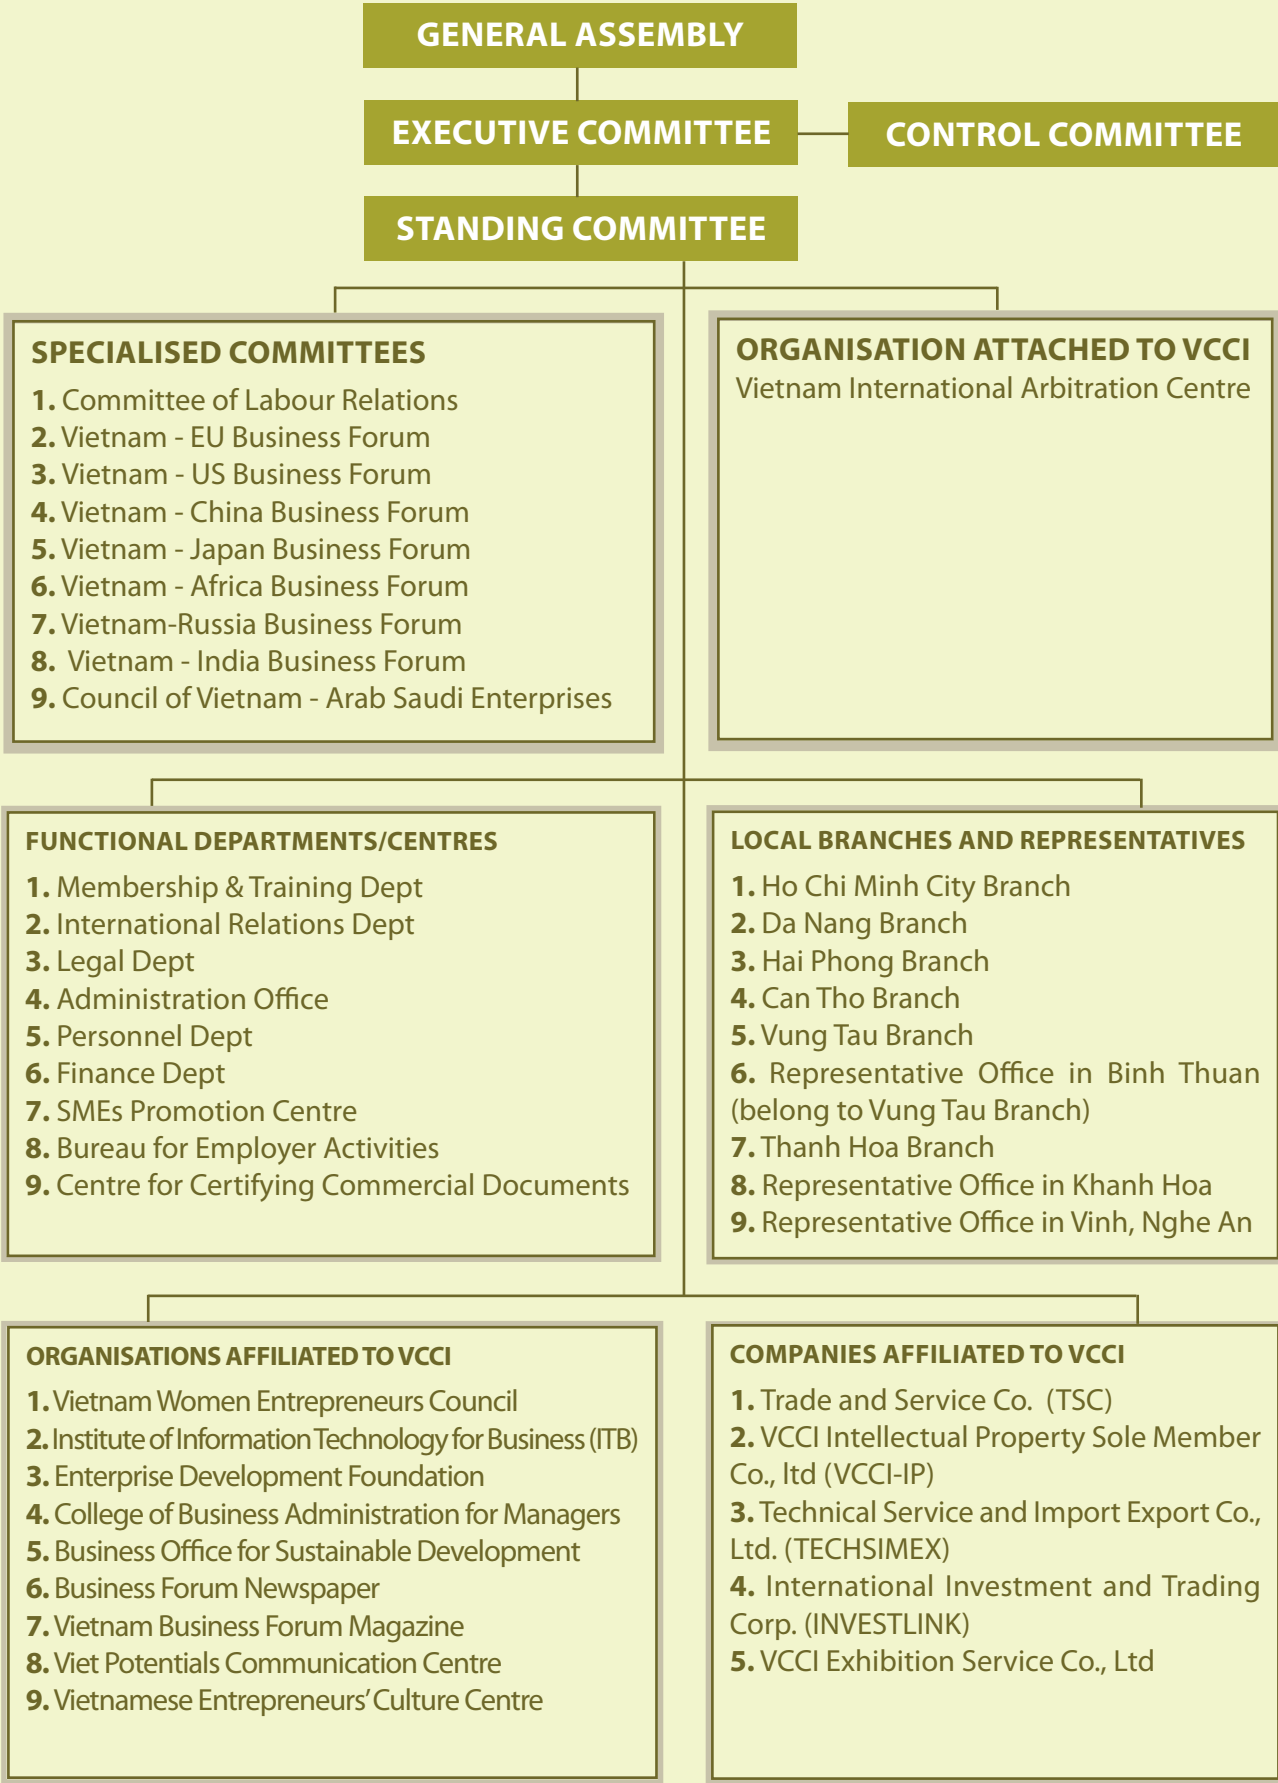 GENERAL ASSEMBLY
EXECUTIVE COMMITTEE
CONTROL COMMITTEE
STANDING COMMITTEE
SPECIALISED COMMITTEES
1. Committee of Labour Relations
2. Vietnam - EU Business Forum
3. Vietnam - US Business Forum
4. Vietnam - China Business Forum
5. Vietnam - Japan Business Forum
6. Vietnam - Africa Business Forum
7. Vietnam-Russia Business Forum
8. Vietnam - India Business Forum
9. Council of Vietnam - Arab Saudi Enterprises
ORGANISATION ATTACHED TO VCCI
Vietnam International Arbitration Centre
FUNCTIONAL DEPARTMENTS/CENTRES
1. Membership & Training Dept
2. International Relations Dept
3. Legal Dept
4. Administration Office
5. Personnel Dept
6. Finance Dept
7. SMEs Promotion Centre
8. Bureau for Employer Activities
9. Centre for Certifying Commercial Documents
LOCAL BRANCHES AND REPRESENTATIVES
1. Ho Chi Minh City Branch
2. Da Nang Branch
3. Hai Phong Branch
4. Can Tho Branch
5. Vung Tau Branch
6. Representative Office in Binh Thuan
(belong to Vung Tau Branch)
7. Thanh Hoa Branch
8. Representative Office in Khanh Hoa
9. Representative Office in Vinh, Nghe An
ORGANISATIONS AFFILIATED TO VCCI
1. Vietnam Women Entrepreneurs Council
2. Institute of Information Technology for Business (ITB)
3. Enterprise Development Foundation
4. College of Business Administration for Managers
5. Business Office for Sustainable Development
6. Business Forum Newspaper
7. Vietnam Business Forum Magazine
8. Viet Potentials Communication Centre
9. Vietnamese Entrepreneurs' Culture Centre
COMPANIES AFFILIATED TO VCCI
1. Trade and Service Co. (TSC)
2. VCCI Intellectual Property Sole Member
Co., ltd (VCCI-IP)
3. Technical Service and Import Export Co.,
Ltd. (TECHSIMEX)
4. International Investment and Trading
Corp. (INVESTLINK)
5. VCCI Exhibition Service Co., Ltd